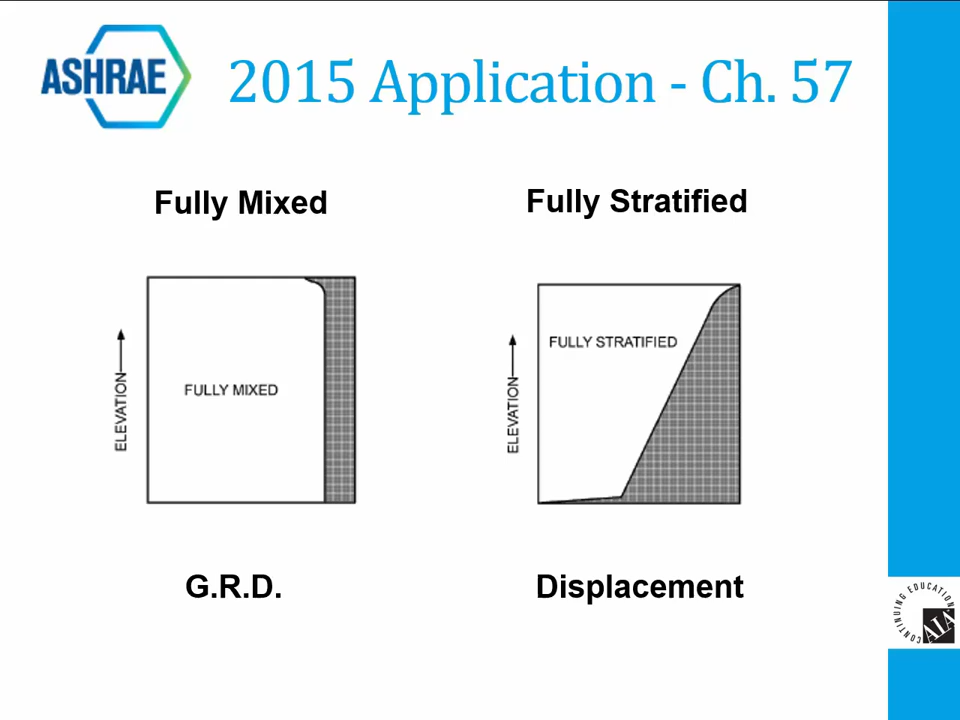 ASHRAE
2015 Application - Ch. 57
Fully Mixed
Fully Stratified
ELEVATION
FULLY MIXED
ELEVATION
FULLY STRATIFIED
G.R.D.
Displacement
CONTINUING EDUCATION
AIA